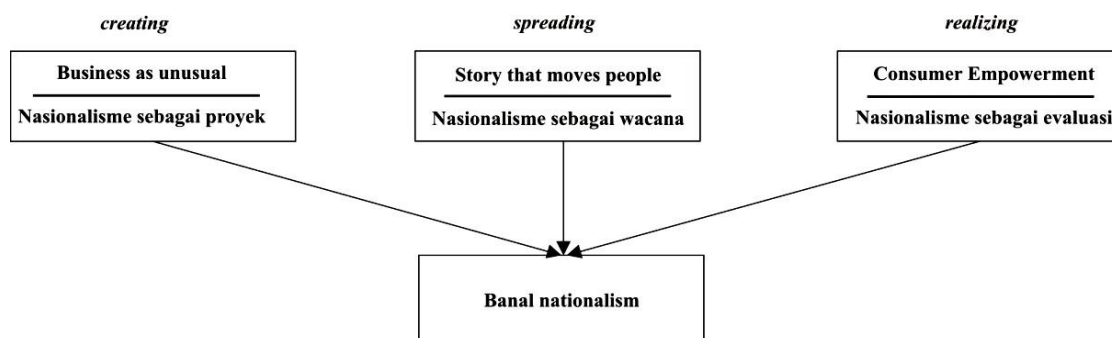 creating
spreading
realizing
Business as unusual
Nasionalisme sebagai proyek
Story that moves people
Nasionalisme sebagai wacana
Consumer Empowerment
Nasionalisme sebagai evaluasi
Banal nationalism